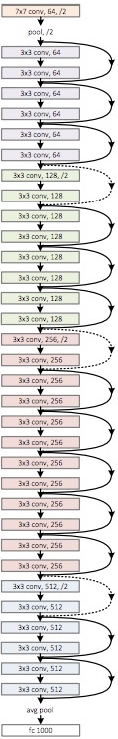 7x7 conv, 64, /2
pool, /2
3x3 conv, 64
3x3 conv, 64
3x3 conv, 64
3x3 conv, 64
3x3 conv, 64
3x3 conv, 64
3x3 conv, 128, /2
3x3 conv, 128
3x3 conv, 128
3x3 conv, 128
3x3 conv, 128
3x3 conv, 128
3x3 conv, 128
3x3 conv, 128
3x3 conv, 256, /2
3x3 conv, 256
3x3 conv, 256
3x3 conv, 256
3x3 conv, 256
3x3 conv, 256
3x3 conv, 256
3x3 conv, 256
3x3 conv, 256
3x3 conv, 256
3x3 conv, 256
3x3 conv, 256
3x3 conv, 512, /2
3x3 conv, 512
3x3 conv, 512
3x3 conv, 512
3x3 conv, 512
3x3 conv, 512
avg pool
fc 1000